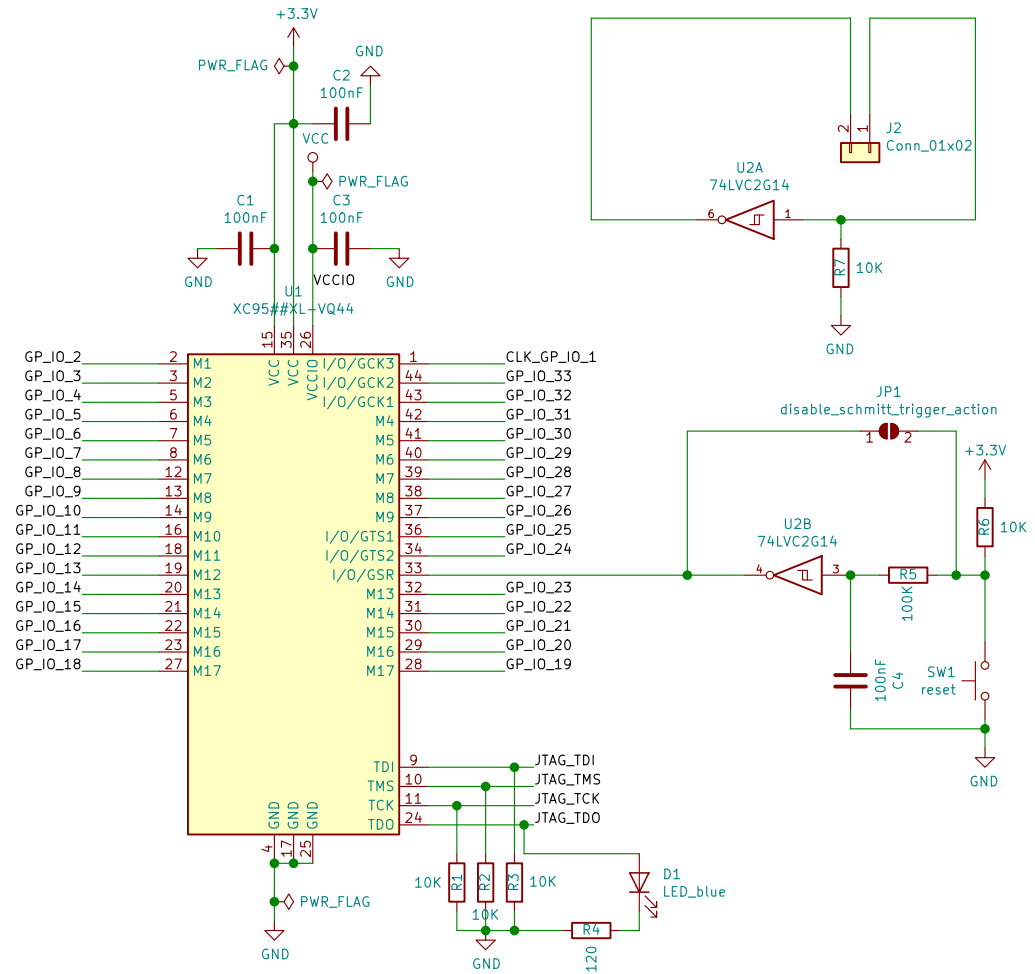 +3.3V
PWR_FLAG
GND
C2
100nF
VCC
PWR_FLAG
C1
100nF
C3
100nF
GND
GND
VCCIO
U1
XC95##XL-VQ44
15
35
26
VCC
VCC
VCCIO
GP_IO_2 2 M1
GP_IO_3 3 M2
GP_IO_4 5 M3
GP_IO_5 6 M4
GP_IO_6 7 M5
GP_IO_7 8 M6
GP_IO_8 12 M7
GP_IO_9 13 M8
GP_IO_10 14 M9
GP_IO_11 16 M10
GP_IO_12 18 M11
GP_IO_13 19 M12
GP_IO_14 20 M13
GP_IO_15 21 M14
GP_IO_16 22 M15
GP_IO_17 23 M16
GP_IO_18 27 M17
I/O/GCK3 1 CLK_GP_IO_1
I/O/GCK2 44 GP_IO_33
I/O/GCK1 43 GP_IO_32
M4 42 GP_IO_31
M5 41 GP_IO_30
M6 40 GP_IO_29
M7 39 GP_IO_28
M8 38 GP_IO_27
M9 37 GP_IO_26
I/O/GTS1 36 GP_IO_25
I/O/GTS2 34 GP_IO_24
I/O/GSR 33
M13 32 GP_IO_23
M14 31 GP_IO_22
M15 30 GP_IO_21
M16 29 GP_IO_20
M17 28 GP_IO_19
TDI 9 JTAG_TDI
TMS 10 JTAG_TMS
TCK 11 JTAG_TCK
TDO 24 JTAG_TDO
GND
GND
GND
4
17
25
PWR_FLAG
GND
10K
R1
R2
10K
R3
10K
GND
R4
120
D1
LED_blue
2
1
J2
Conn_01x02
U2A
74LVC2G14
6
1
R7
10K
GND
JP1
disable_schmitt_trigger_action
1
2
+3.3V
R6
10K
U2B
74LVC2G14
4
3
R5
100K
100nF
C4
SW1
reset
GND